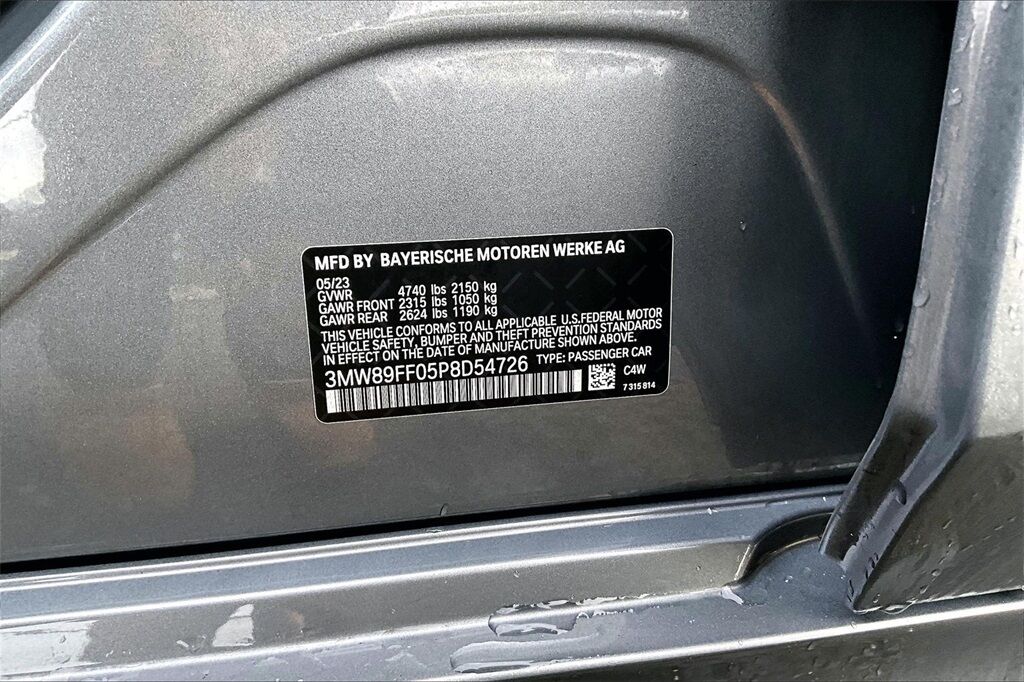 MFD BY BAYERISCHE MOTOREN WERKE AG
05/23
GVWR 4740 lbs 2150 kg
GAWR FRONT 2315 lbs 1050 kg
GAWR REAR 2624 lbs 1190 kg
THIS VEHICLE CONFORMS TO ALL APPLICABLE U.S.FEDERAL MOTOR
VEHICLE SAFETY, BUMPER AND THEFT PREVENTION STANDARDS
IN EFFECT ON THE DATE OF MANUFACTURE SHOWN ABOVE.
3MW89FF05P8D54726 TYPE: PASSENGER CAR
C4W
7 315 814